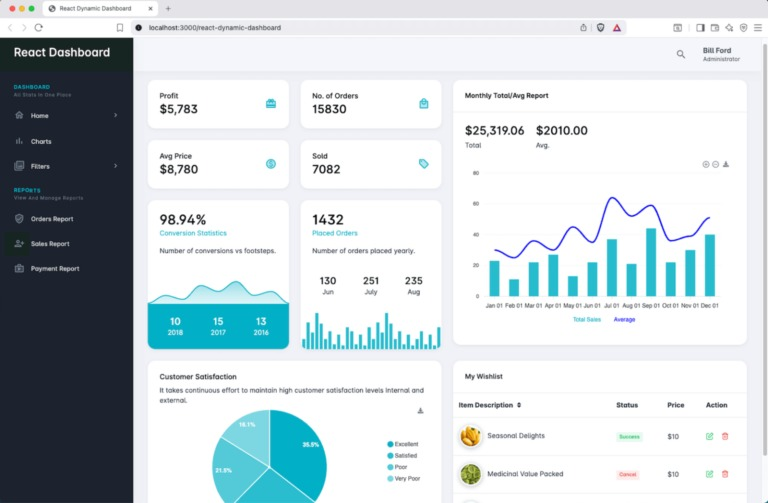 React Dynamic Dashboard
localhost:3000/react-dynamic-dashboard
React Dashboard
DASHBOARD
All Stats In One Place
Home
Charts
Filters
REPORTS
View And Manage Reports
Orders Report
Sales Report
Payment Report
Bill Ford
Administrator
Profit
$5,783
No. of Orders
15830
Avg Price
$8,780
Sold
7082
98.94%
Conversion Statistics
Number of conversions vs footsteps.
10 15 13
2018 2017 2016
1432
Placed Orders
Number of orders placed yearly.
130 251 235
Jun July Aug
Monthly Total/Avg Report
$25,319.06 $2010.00
Total Avg.
80
60
40
20
0
Jan 01 Feb 01 Mar 01 Apr 01 May 01 Jun 01 Jul 01 Aug 01 Sep 01 Oct 01 Nov 01 Dec 01
Total Sales Average
Customer Satisfaction
It takes continuous effort to maintain high customer satisfaction levels Internal and
external.
21.5%
Excellent
Satisfied
Poor
Very Poor
My Wishlist
Item Description Status Price Action
Seasonal Delights Success $10
Medicinal Value Packed Cancel $10